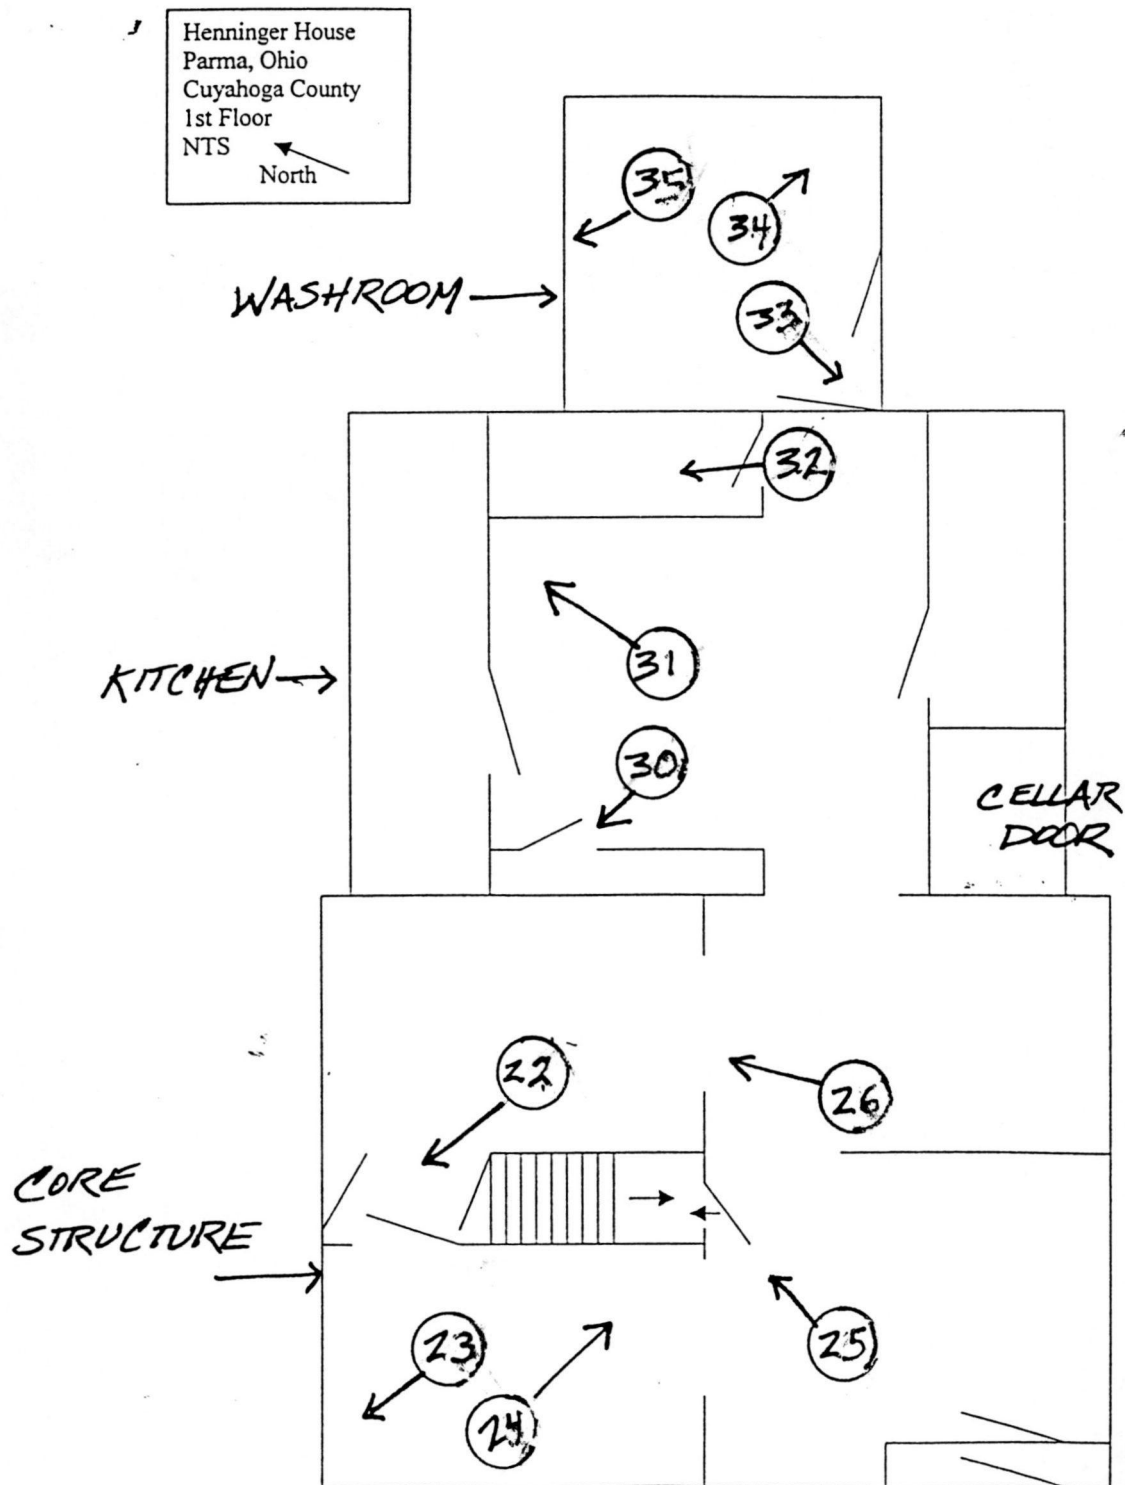 Henninger House
Parma, Ohio
Cuyahoga County
1st Floor
NTS
North
35
34
WASHROOM
33
32
31
KITCHEN
30
CELLAR
DOOR
22
26
CORE
STRUCTURE
23
25
24